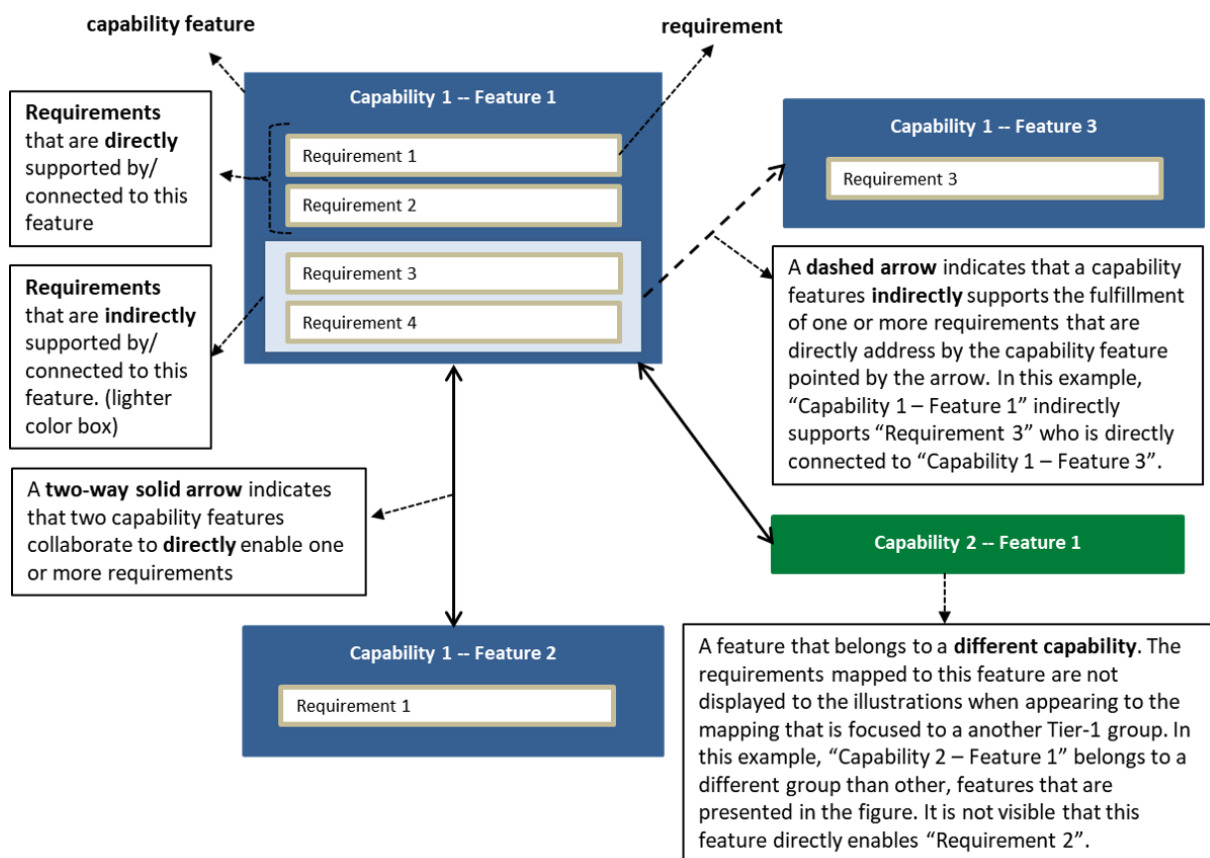 capability feature
requirement
Capability 1 -- Feature 1
Requirement 1
Requirement 2
Requirement 3
Requirement 4
Requirements
that are directly
supported by/
connected to this
feature
Requirements
that are indirectly
supported by/
connected to this
feature. (lighter
color box)
Capability 1 -- Feature 3
Requirement 3
A dashed arrow indicates that a capability
features indirectly supports the fulfillment
of one or more requirements that are
directly address by the capability feature
pointed by the arrow. In this example,
“Capability 1 – Feature 1” indirectly
supports “Requirement 3” who is directly
connected to “Capability 1 – Feature 3”.
A two-way solid arrow indicates
that two capability features
collaborate to directly enable one
or more requirements
Capability 2 -- Feature 1
Capability 1 -- Feature 2
Requirement 1
A feature that belongs to a different capability. The
requirements mapped to this feature are not
displayed to the illustrations when appearing to the
mapping that is focused to a another Tier-1 group. In
this example, “Capability 2 – Feature 1” belongs to a
different group than other, features that are
presented in the figure. It is not visible that this
feature directly enables “Requirement 2”.